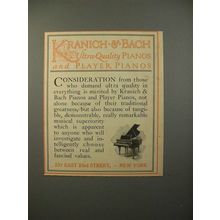 KRANICH & BACH
Ultra-Quality PIANOS
and PLAYER PIANOS
CONSIDERATION from those
who demand ultra quality in
everything is merited by Kranich &
Bach Pianos and Player Pianos, not
alone because of their traditional
greatness, but also because of tangi-
ble, demonstrable, really remarkable
musical superiority
which is apparent
to anyone who will
investigate and in-
telligently choose
between real and
fancied values.
237 EAST 23rd STREET, - NEW YORK